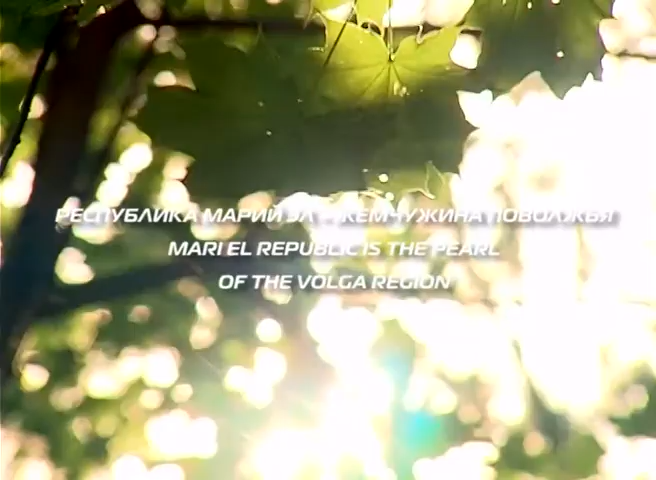 РЕСПУБЛИКА МАРИЙ ЭЛ - ЖЕМЧУЖИНА ПОВОЛЖЬЯ
MARI EL REPUBLIC IS THE PEARL
OF THE VOLGA REGION